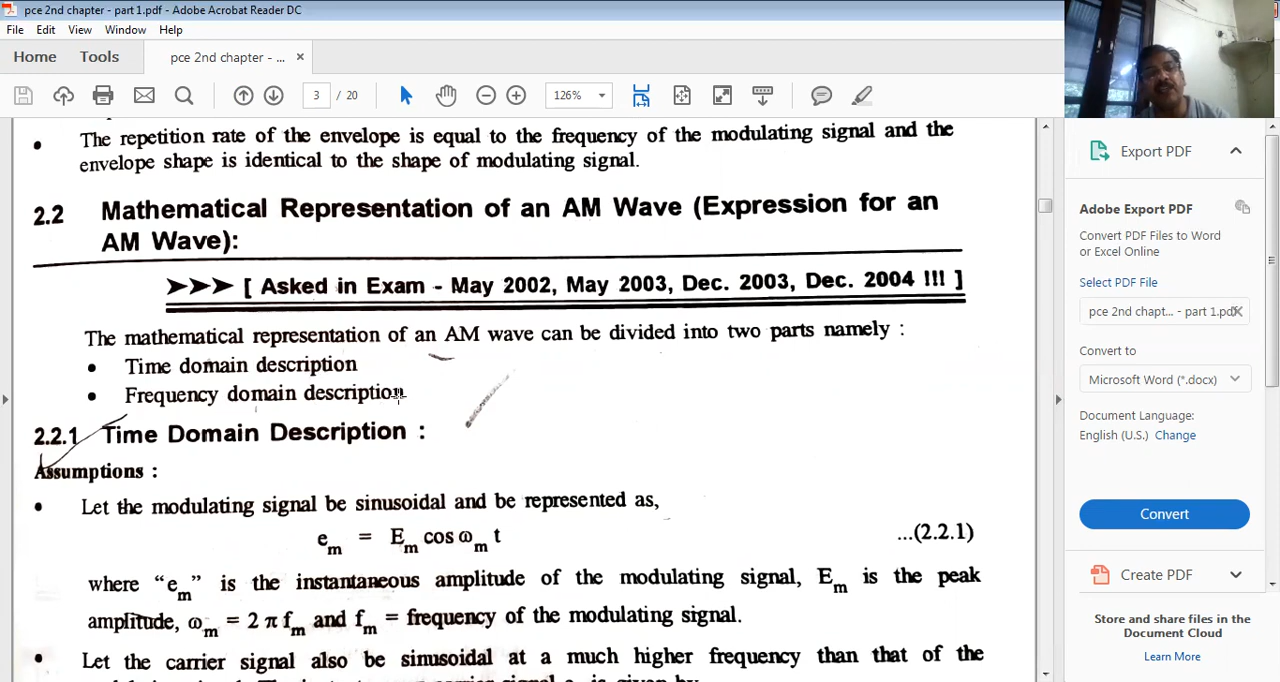 pce 2nd chapter - part 1.pdf - Adobe Acrobat Reader DC
File Edit View Window Help
Home Tools pce 2nd chapter - ... ×
3 / 20 126%
The repetition rate of the envelope is equal to the frequency of the modulating signal and the
envelope shape is identical to the shape of modulating signal.
2.2 Mathematical Representation of an AM Wave (Expression for an
AM Wave):
➤➤➤ [ Asked in Exam - May 2002, May 2003, Dec. 2003, Dec. 2004 !!! ]
The mathematical representation of an AM wave can be divided into two parts namely :
• Time domain description
• Frequency domain description
2.2.1 Time Domain Description :
Assumptions :
• Let the modulating signal be sinusoidal and be represented as,
e_m = E_m cos ω_m t ...(2.2.1)
where “e_m” is the instantaneous amplitude of the modulating signal, E_m is the peak
amplitude, ω_m = 2 π f_m and f_m = frequency of the modulating signal.
• Let the carrier signal also be sinusoidal at a much higher frequency than that of the
Export PDF
Adobe Export PDF
Convert PDF Files to Word
or Excel Online
Select PDF File
pce 2nd chapt... - part 1.pdf
Convert to
Microsoft Word (*.docx)
Document Language:
English (U.S.) Change
Convert
Create PDF
Store and share files in the
Document Cloud
Learn More